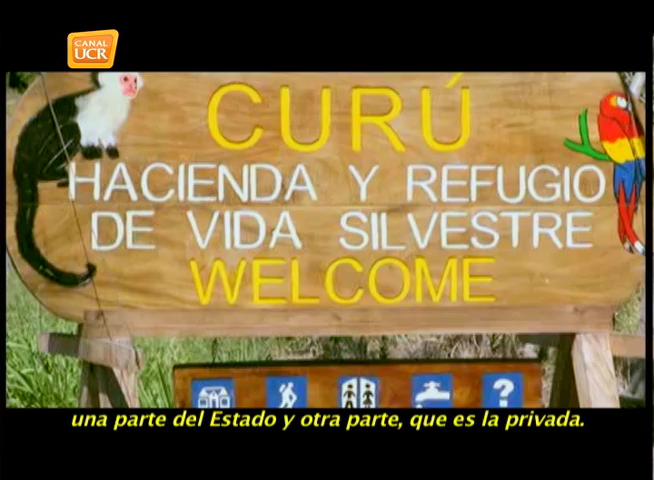 CANAL
UCR
CURÚ
HACIENDA Y REFUGIO
DE VIDA SILVESTRE
WELCOME
?
una parte del Estado y otra parte, que es la privada.